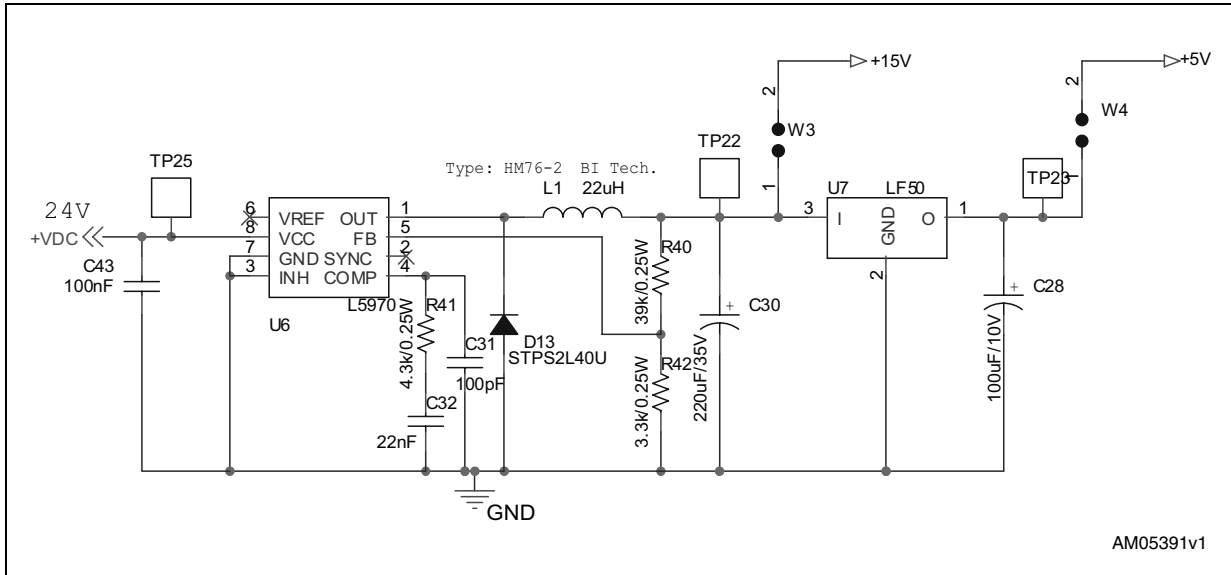 +15V
+5V
2
2
W3
W4
TP22
TP25
Type: HM76-2 BI Tech.
L1 22uH
1
1
TP23
U7 LF50
24V
+VDC
6 VREF OUT 1
8 VCC FB 5
7 GND SYNC 2
3 INH COMP 4
L5970
U6
3 I GND O 1
2
C43
100nF
R40
39k/0.25W
R41
4.3k/0.25W
C31
100pF
C32
22nF
D13
STPS2L40U
R42
3.3k/0.25W
+
C30
220uF/35V
+
C28
100uF/10V
GND
AM05391v1